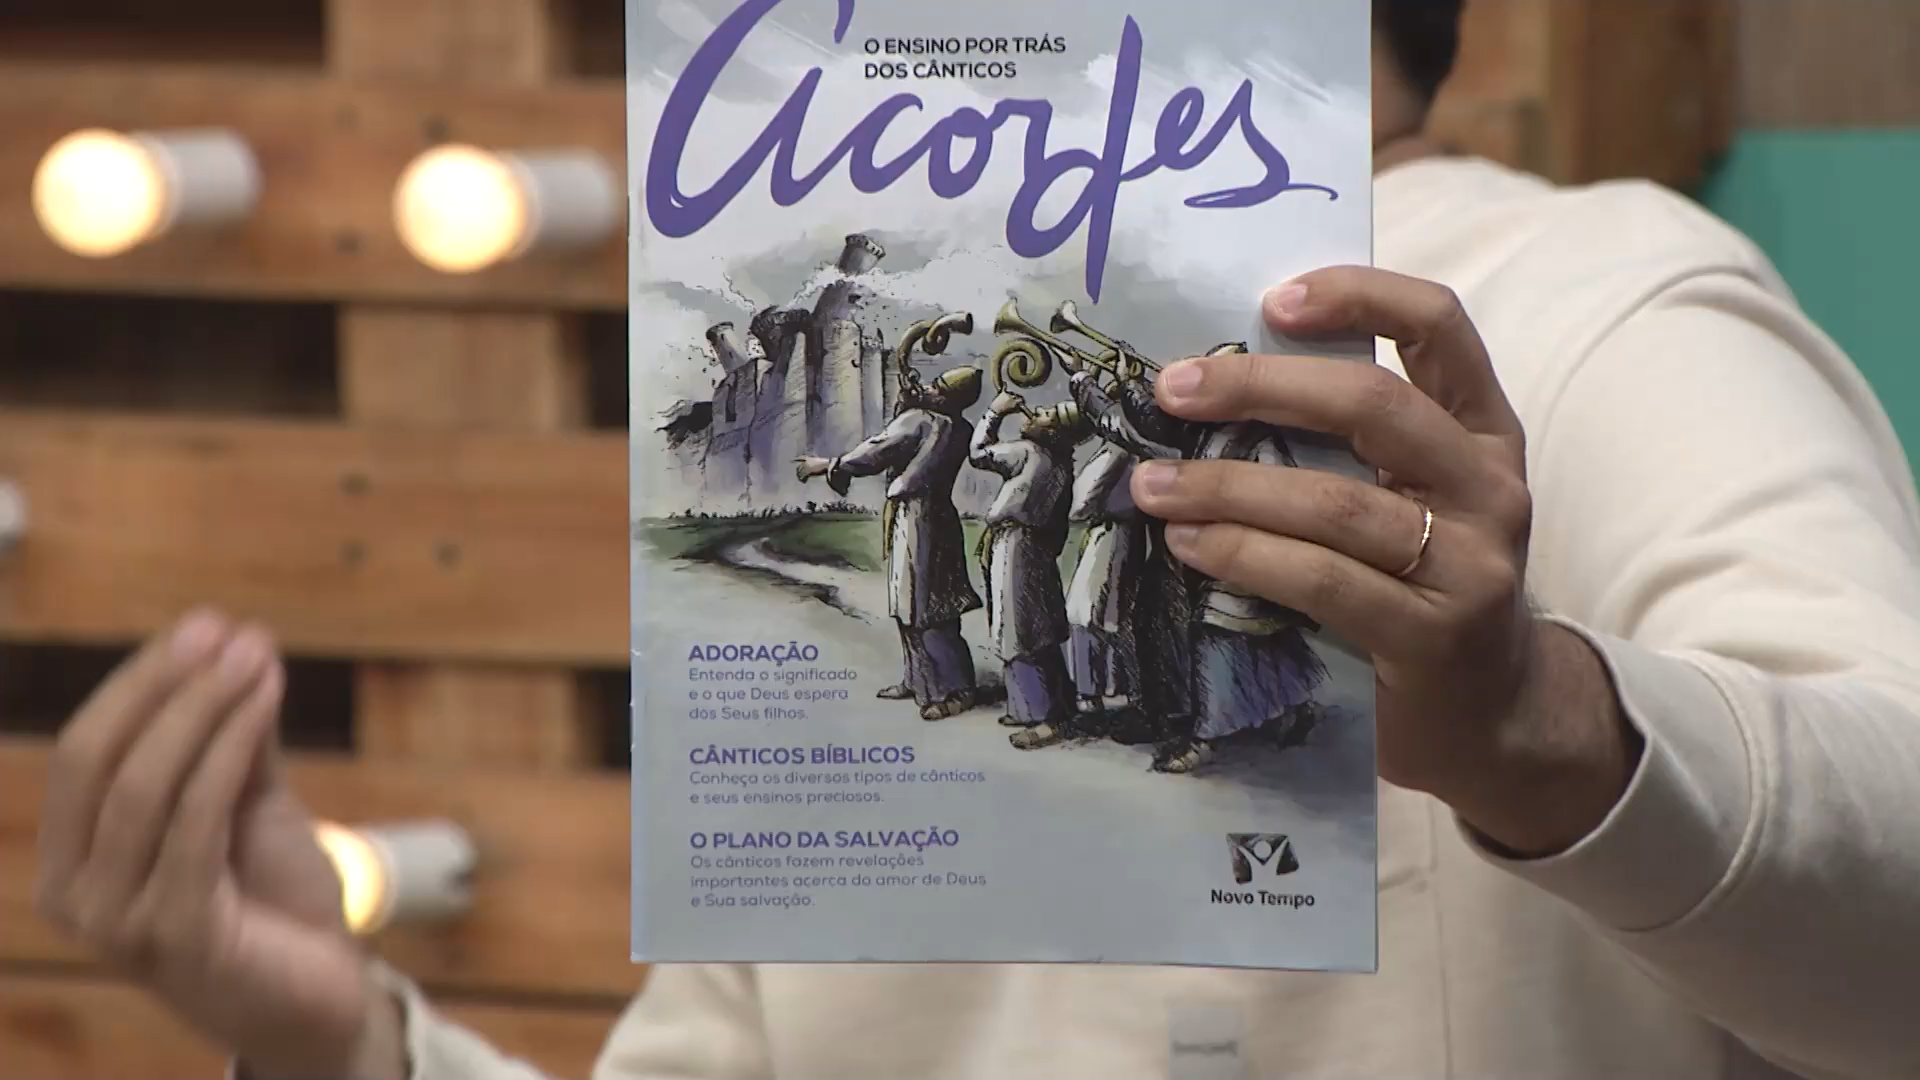 O ENSINO POR TRÁS
DOS CÂNTICOS
Acordes
ADORAÇÃO
Entenda o significado
e o que Deus espera
dos Seus filhos.
CÂNTICOS BÍBLICOS
Conheça os diversos tipos de cânticos
e seus ensinos preciosos.
O PLANO DA SALVAÇÃO
Os cânticos fazem revelações
importantes acerca do amor de Deus
e Sua salvação.
Novo Tempo